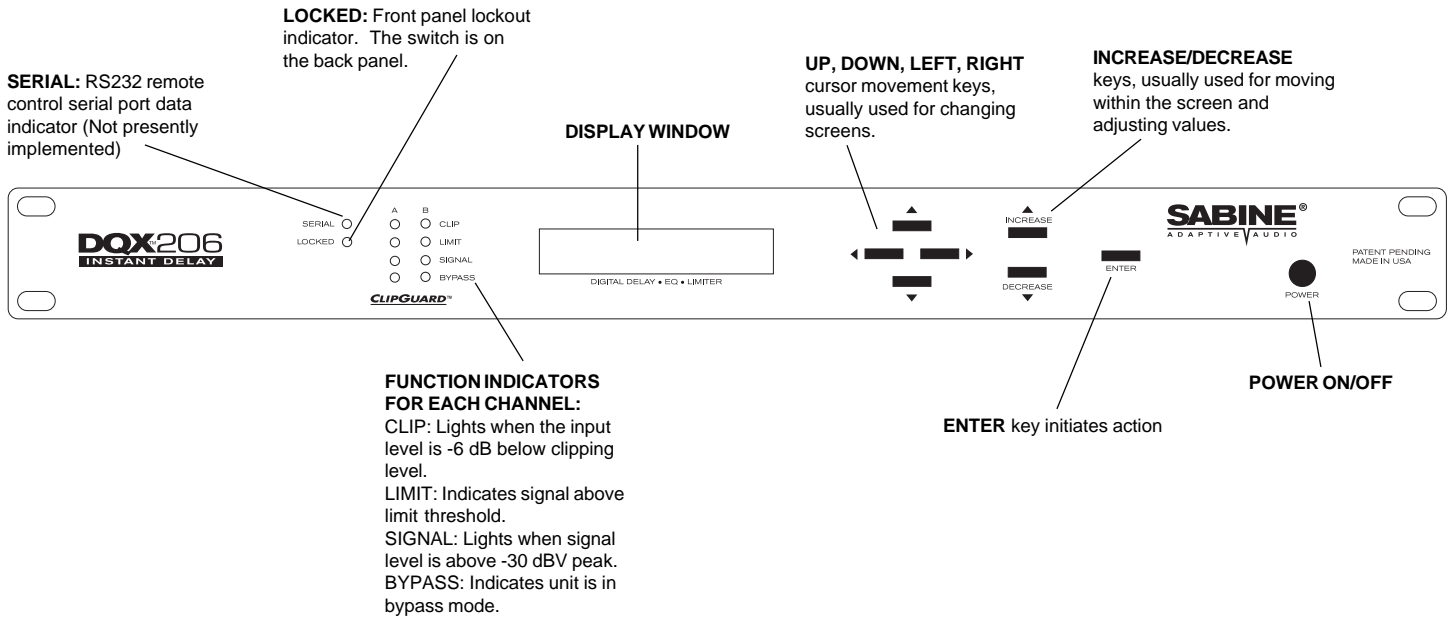 LOCKED: Front panel lockout
indicator. The switch is on
the back panel.
SERIAL: RS232 remote
control serial port data
indicator (Not presently
implemented)
DISPLAY WINDOW
UP, DOWN, LEFT, RIGHT
cursor movement keys,
usually used for changing
screens.
INCREASE/DECREASE
keys, usually used for moving
within the screen and
adjusting values.
DQX™206
INSTANT DELAY
SERIAL
LOCKED
A B
CLIP
LIMIT
SIGNAL
BYPASS
CLIPGUARD™
DIGITAL DELAY • EQ • LIMITER
INCREASE
DECREASE
ENTER
SABINE®
ADAPTIVE AUDIO
POWER
PATENT PENDING
MADE IN USA
FUNCTION INDICATORS
FOR EACH CHANNEL:
CLIP: Lights when the input
level is -6 dB below clipping
level.
LIMIT: Indicates signal above
limit threshold.
SIGNAL: Lights when signal
level is above -30 dBV peak.
BYPASS: Indicates unit is in
bypass mode.
ENTER key initiates action
POWER ON/OFF